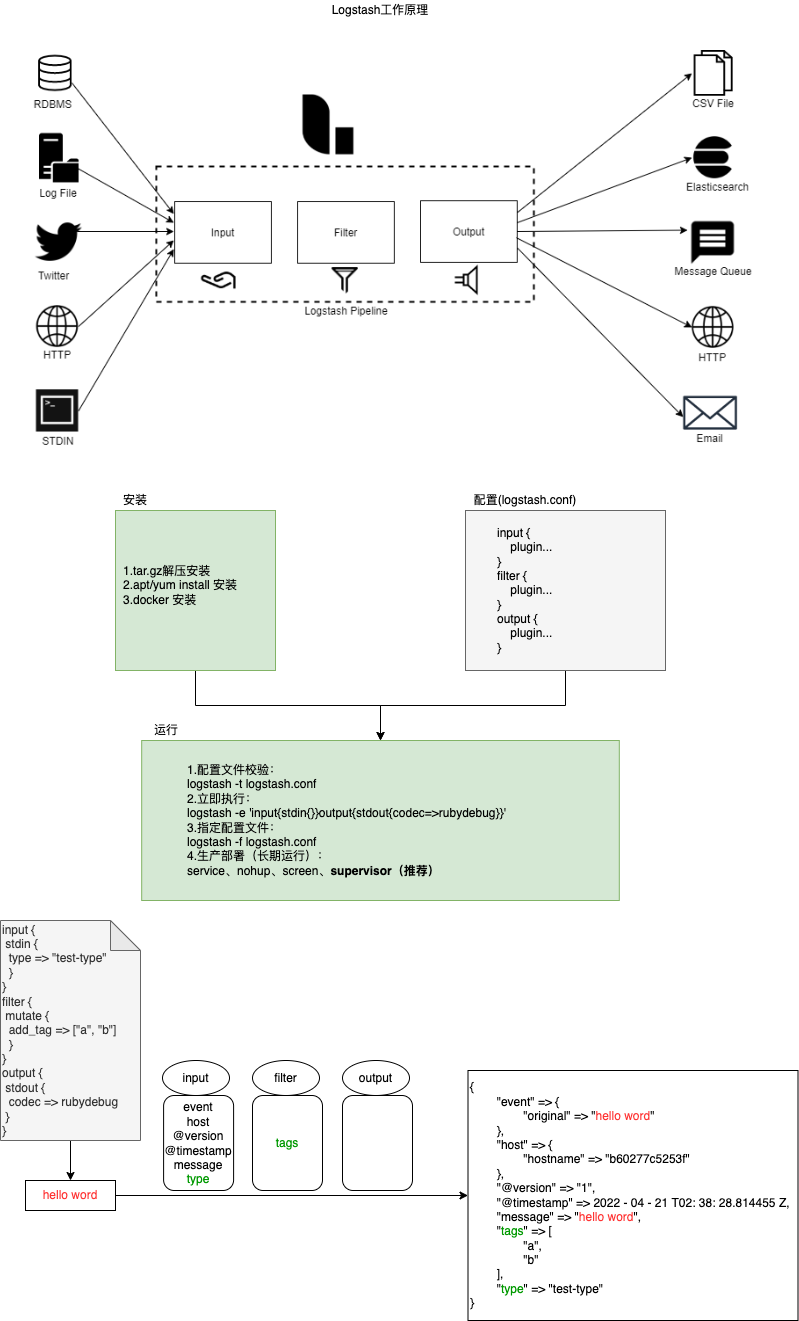 Logstash工作原理
RDBMS
Log File
Twitter
HTTP
STDIN
Input
Filter
Output
Logstash Pipeline
CSV File
Elasticsearch
Message Queue
HTTP
Email
安装
1.tar.gz解压安装
2.apt/yum install 安装
3.docker 安装
配置(logstash.conf)
input {
plugin...
}
filter {
plugin...
}
output {
plugin...
}
运行
1.配置文件校验：
logstash -t logstash.conf
2.立即执行：
logstash -e 'input{stdin{}}output{stdout{codec=>rubydebug}}'
3.指定配置文件：
logstash -f logstash.conf
4.生产部署（长期运行）：
service、nohup、screen、supervisor（推荐）
input {
stdin {
type => "test-type"
}
}
filter {
mutate {
add_tag => ["a", "b"]
}
}
output {
stdout {
codec => rubydebug
}
}
hello word
input
event
host
@version
@timestamp
message
type
filter
tags
output
{
"event" => {
"original" => "hello word"
},
"host" => {
"hostname" => "b60277c5253f"
},
"@version" => "1",
"@timestamp" => 2022 - 04 - 21 T02: 38: 28.814455 Z,
"message" => "hello word",
"tags" => [
"a",
"b"
],
"type" => "test-type"
}